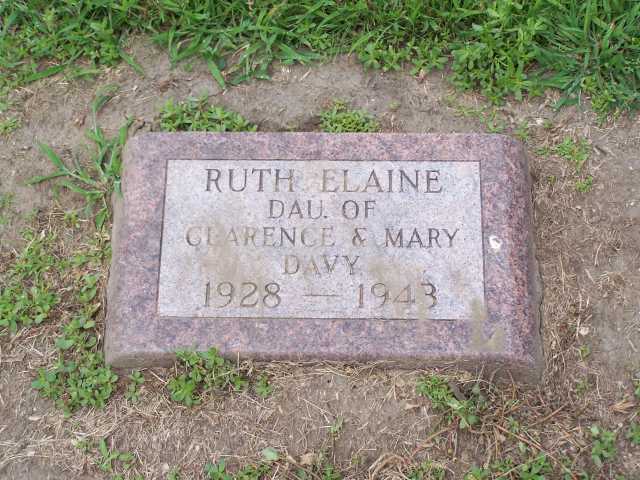 RUTH ELAINE
DAU. OF
CLARENCE & MARY
DAVY
1928 — 1943